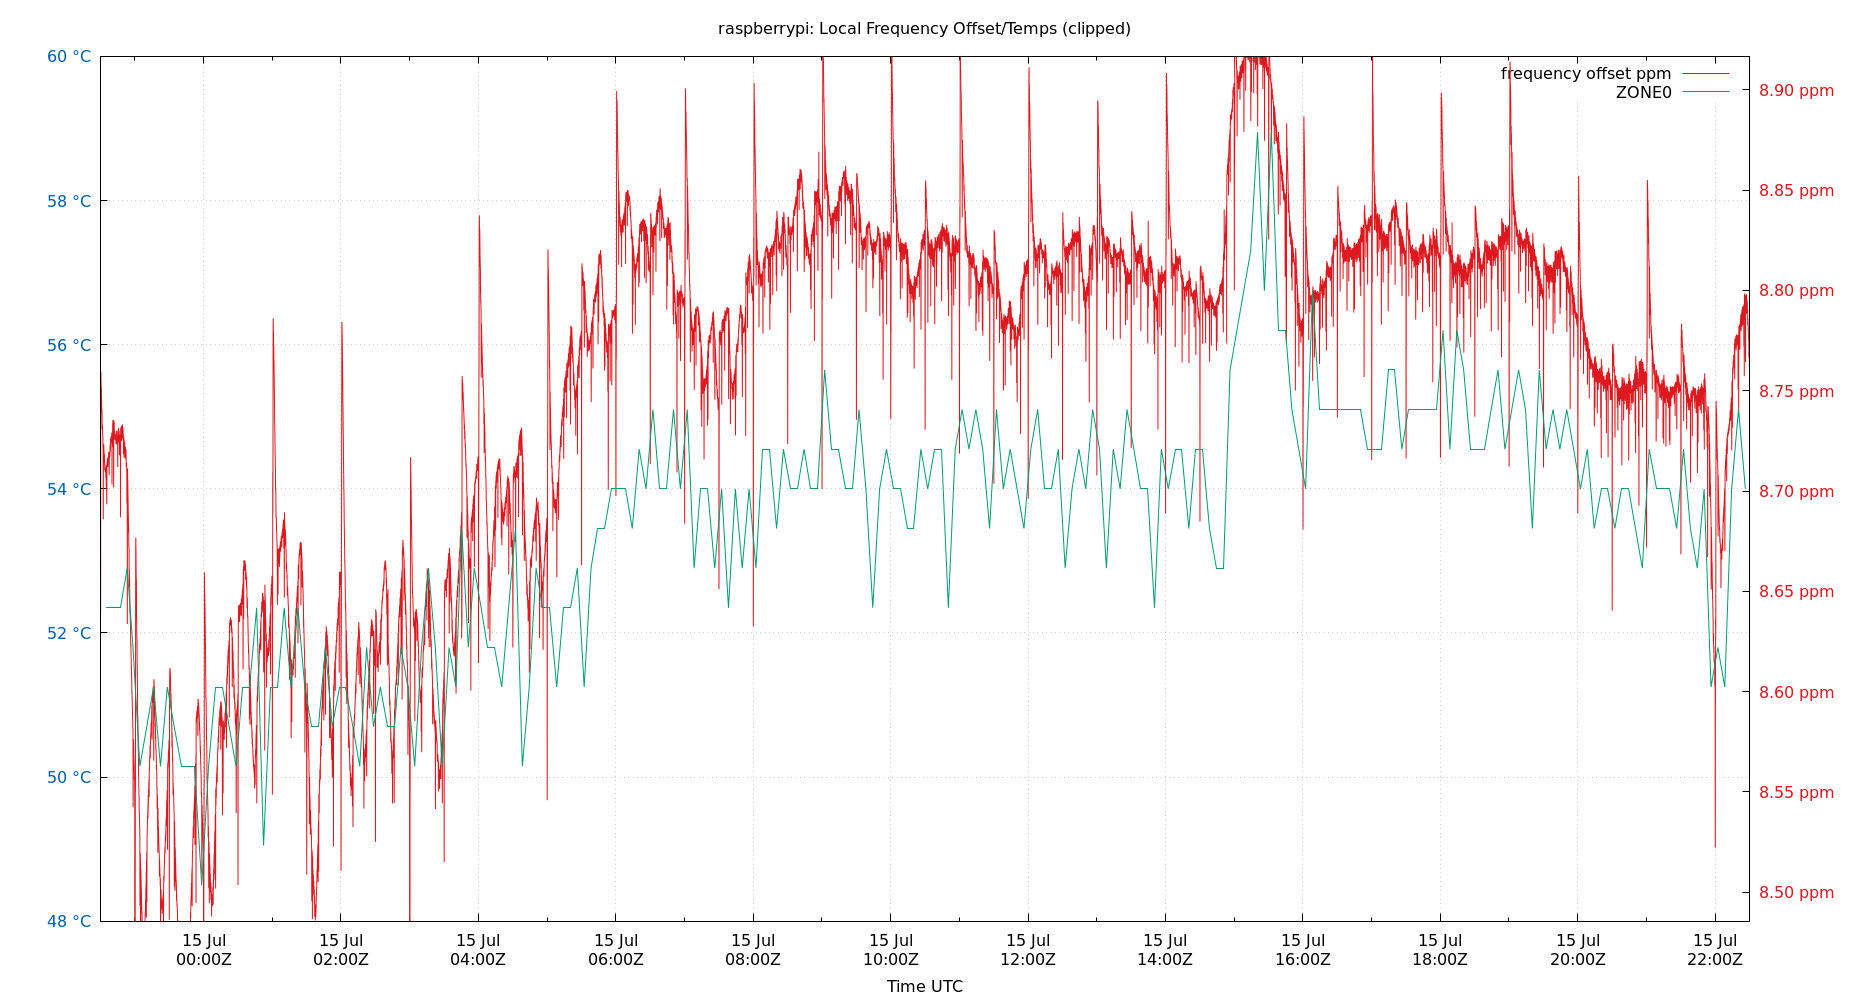 raspberrypi: Local Frequency Offset/Temps (clipped)
60 °C
58 °C
56 °C
54 °C
52 °C
50 °C
48 °C
frequency offset ppm
ZONE0
8.90 ppm
8.85 ppm
8.80 ppm
8.75 ppm
8.70 ppm
8.65 ppm
8.60 ppm
8.55 ppm
8.50 ppm
15 Jul 15 Jul 15 Jul 15 Jul 15 Jul 15 Jul 15 Jul 15 Jul 15 Jul 15 Jul 15 Jul 15 Jul
00:00Z 02:00Z 04:00Z 06:00Z 08:00Z 10:00Z 12:00Z 14:00Z 16:00Z 18:00Z 20:00Z 22:00Z
Time UTC